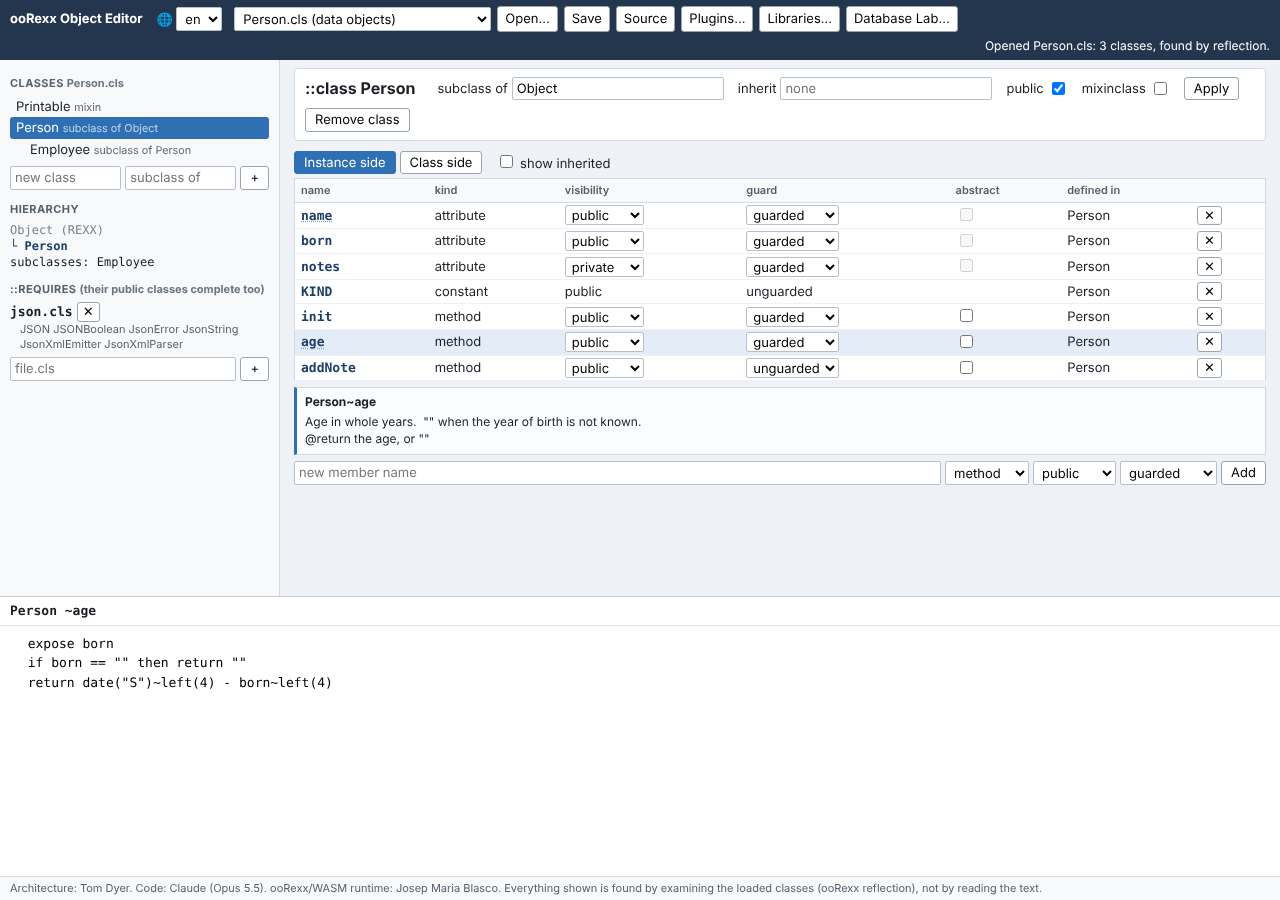 ooRexx Object Editor 🌐 en Person.cls (data objects) Open... Save Source Plugins... Libraries... Database Lab...
Opened Person.cls: 3 classes, found by reflection.
CLASSES Person.cls
Printable mixin
Person subclass of Object
Employee subclass of Person
new class subclass of +
HIERARCHY
Object (REXX)
└ Person
subclasses: Employee
::REQUIRES (their public classes complete too)
json.cls ✕
JSON JSONBoolean JsonError JsonString
JsonXmlEmitter JsonXmlParser
file.cls +
::class Person subclass of Object inherit none public mixinclass Apply
Remove class
Instance side Class side show inherited
name kind visibility guard abstract defined in
name attribute public guarded Person ✕
born attribute public guarded Person ✕
notes attribute private guarded Person ✕
KIND constant public unguarded Person ✕
init method public guarded Person ✕
age method public guarded Person ✕
addNote method public unguarded Person ✕
Person~age
Age in whole years.  "" when the year of birth is not known.
@return the age, or ""
new member name method public guarded Add
Person ~age
expose born
if born == "" then return ""
return date("S")~left(4) - born~left(4)
Architecture: Tom Dyer. Code: Claude (Opus 5.5). ooRexx/WASM runtime: Josep Maria Blasco. Everything shown is found by examining the loaded classes (ooRexx reflection), not by reading the text.